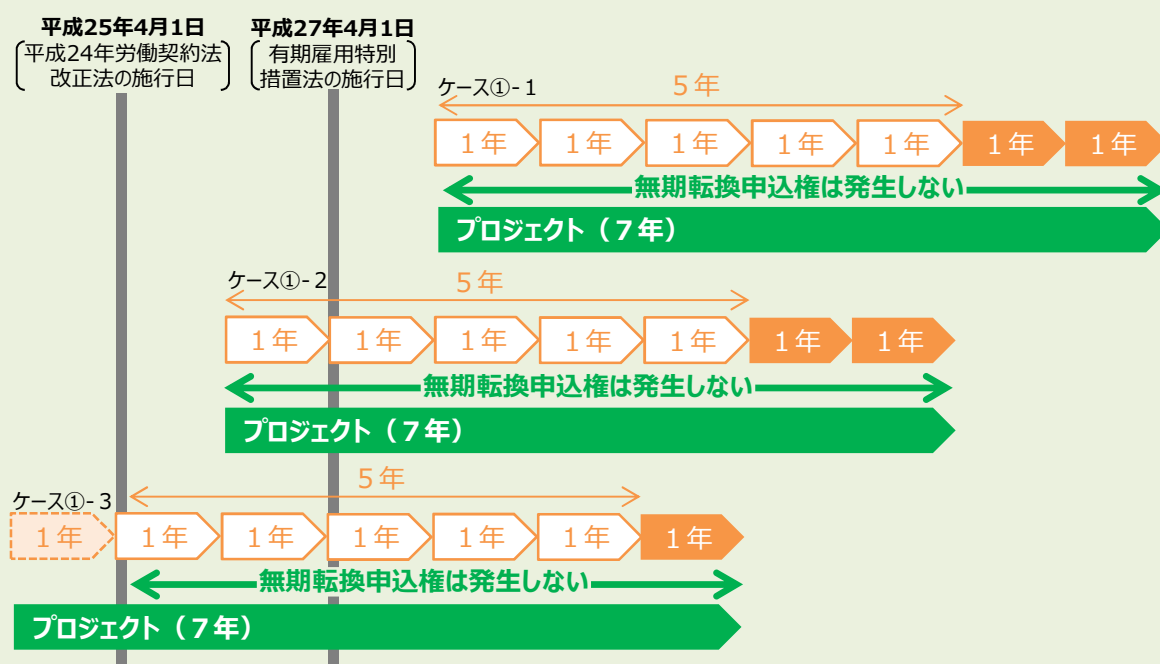 平成25年4月1日
平成24年労働契約法
改正法の施行日
平成27年4月1日
有期雇用特別
措置法の施行日
ケース①-1
5年
1年 1年 1年 1年 1年 1年 1年
無期転換申込権は発生しない
プロジェクト（7年）
ケース①-2
5年
1年 1年 1年 1年 1年 1年 1年
無期転換申込権は発生しない
プロジェクト（7年）
ケース①-3
5年
1年 1年 1年 1年 1年 1年 1年
無期転換申込権は発生しない
プロジェクト（7年）